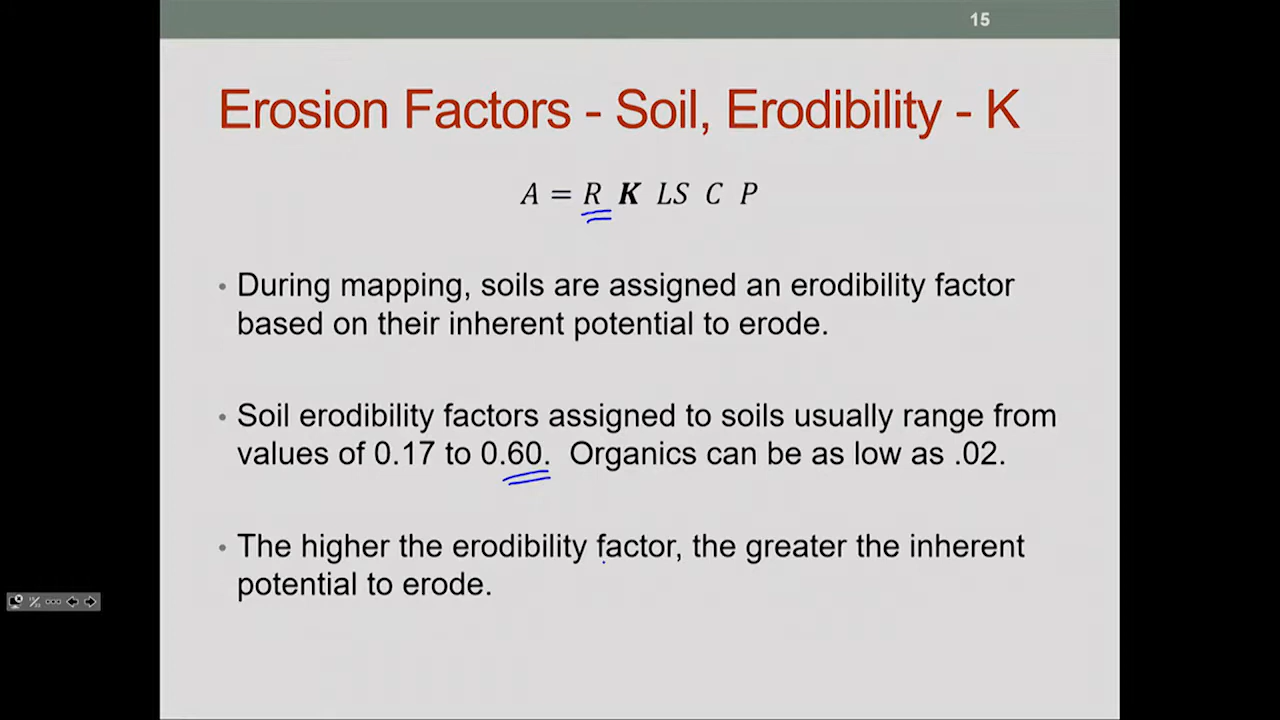 15
Erosion Factors - Soil, Erodibility - K
A = R K LS C P
• During mapping, soils are assigned an erodibility factor
based on their inherent potential to erode.
• Soil erodibility factors assigned to soils usually range from
values of 0.17 to 0.60.  Organics can be as low as .02.
• The higher the erodibility factor, the greater the inherent
potential to erode.